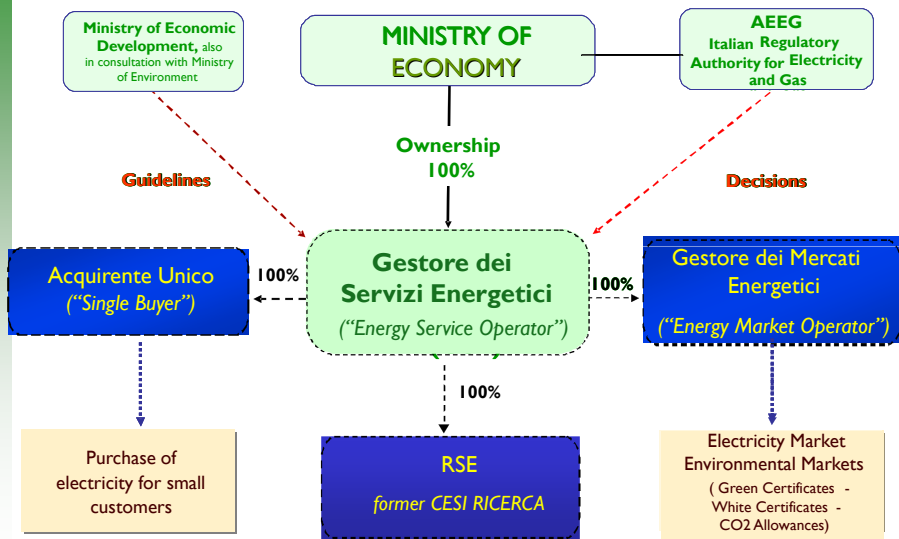 Ministry of Economic
Development, also
in consultation with Ministry
of Environment
MINISTRY OF
ECONOMY
AEEG
Italian Regulatory
Authority for Electricity
and Gas
Ownership
100%
Guidelines
Decisions
Acquirente Unico
(“Single Buyer”)
100%
Gestore dei
Servizi Energetici
(“Energy Service Operator”)
100%
Gestore dei Mercati
Energetici
(“Energy Market Operator”)
100%
Purchase of
electricity for small
customers
RSE
former CESI RICERCA
Electricity Market
Environmental Markets
( Green Certificates -
White Certificates -
CO2 Allowances)